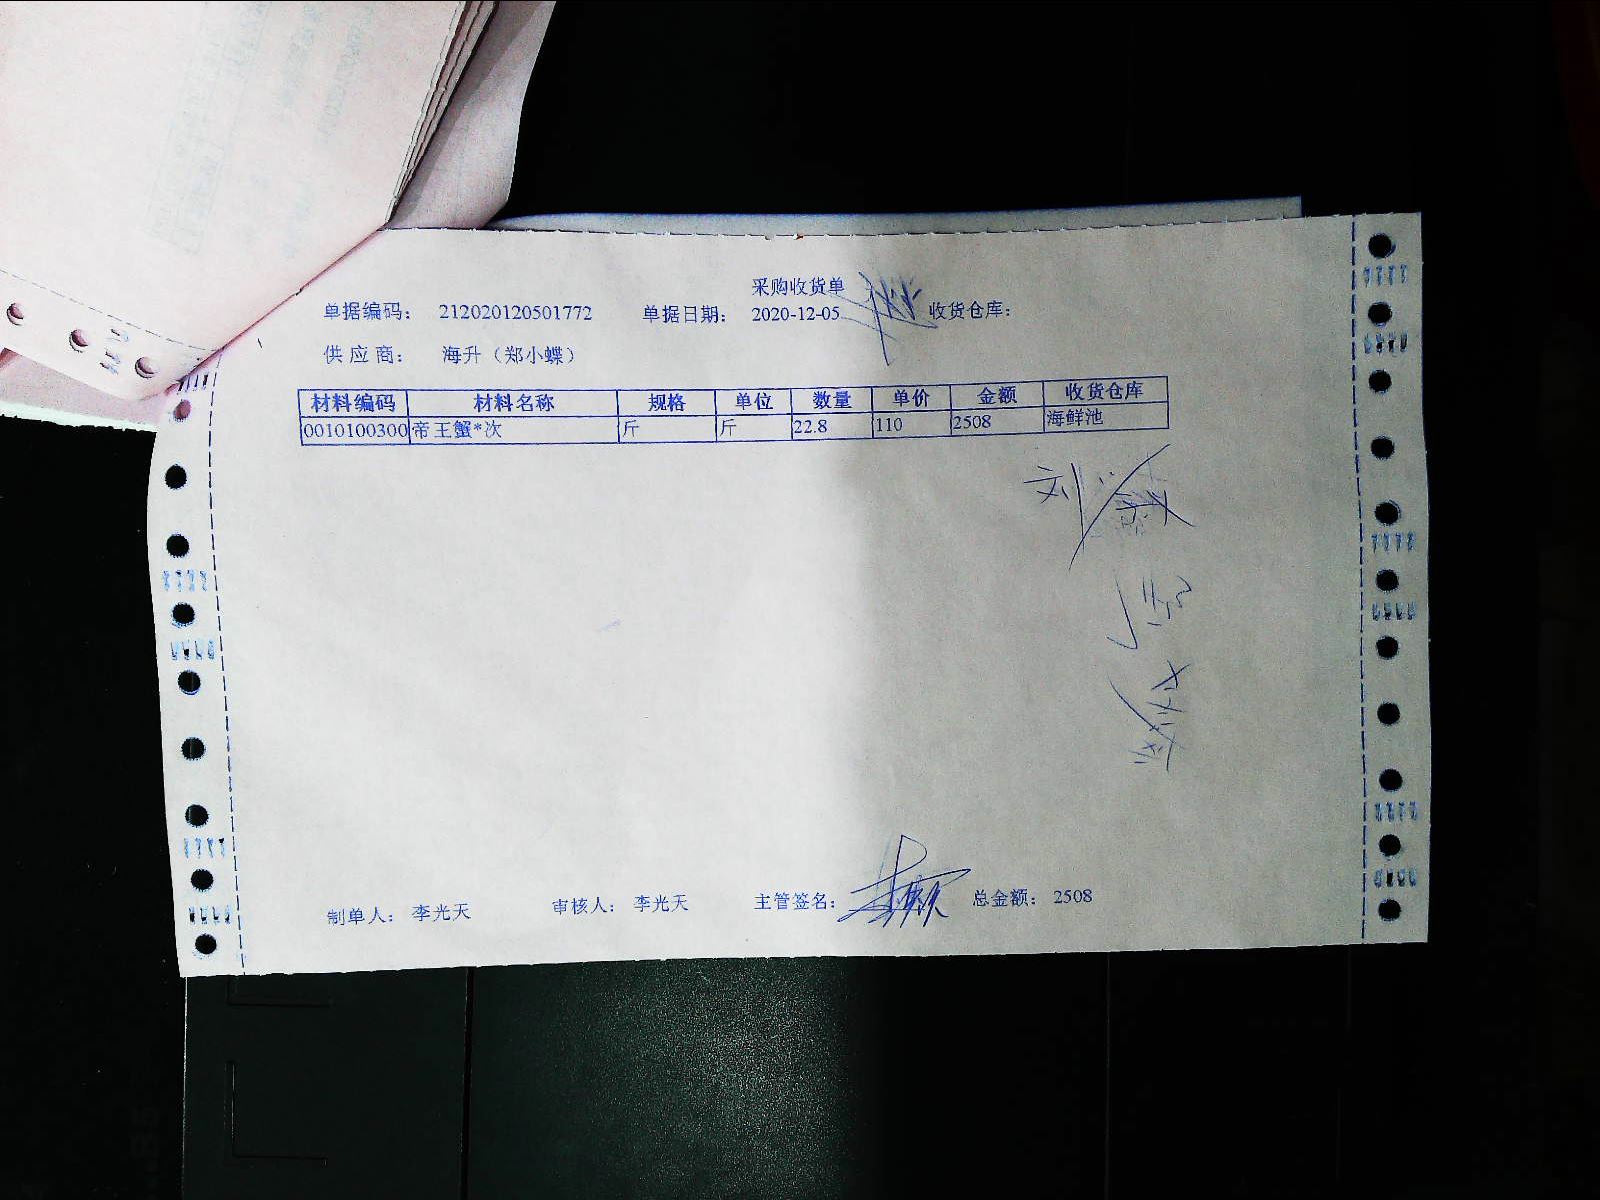 采购收货单
单据编码： 212020120501772 单据日期： 2020-12-05 收货仓库：
供应商： 海升（郑小蝶）
材料编码 材料名称 规格 单位 数量 单价 金额 收货仓库
0010100300 帝王蟹*次 斤 斤 22.8 110 2508 海鲜池
制单人： 李光天 审核人： 李光天 主管签名： 总金额： 2508